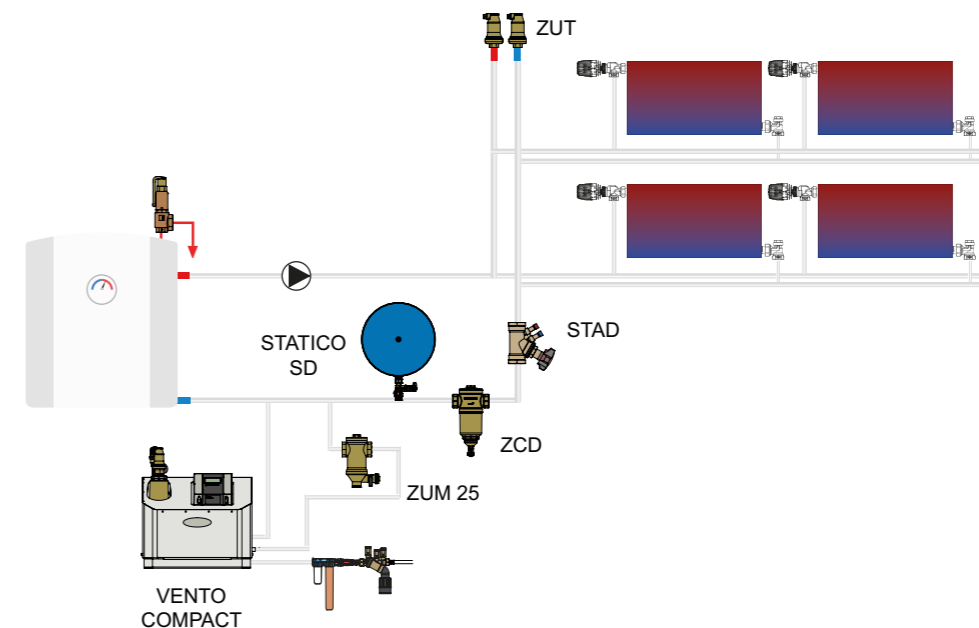 ZUT
STAD
STATICO
SD
ZCD
ZUM 25
VENTO
COMPACT